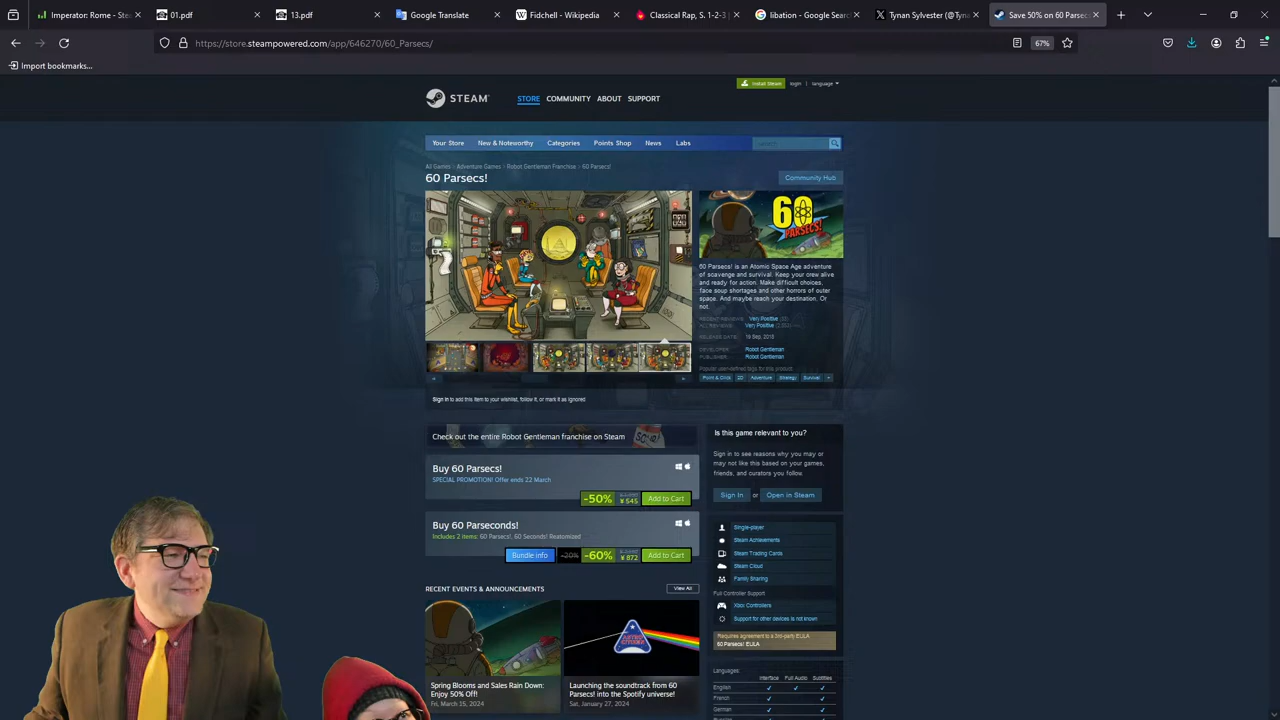 Imperator: Rome - Steam
01.pdf
13.pdf
Google Translate
Fidchell - Wikipedia
Classical Rap, S. 1-2-3
libation - Google Search
Tynan Sylvester (@Tyna
Save 50% on 60 Parsecs
https://store.steampowered.com/app/646270/60_Parsecs/
67%
Import bookmarks...
Install Steam
login | language
STEAM
STORE COMMUNITY ABOUT SUPPORT
Your Store New & Noteworthy Categories Points Shop News Labs
search
All Games > Adventure Games > Robot Gentleman Franchise > 60 Parsecs!
60 Parsecs!
Community Hub
60
PARSECS!
60 Parsecs! is an Atomic Space Age adventure
of scavenge and survival. Keep your crew alive
and ready for action. Make difficult choices,
face soup shortages and other horrors of outer
space. And maybe reach your destination. Or
not.
RECENT REVIEWS: Very Positive
ALL REVIEWS: Very Positive
RELEASE DATE:
DEVELOPER: Robot Gentleman
PUBLISHER: Robot Gentleman
Popular user-defined tags for this product:
Point & Click 2D Adventure Strategy Survival +
Sign in to add this item to your wishlist, follow it, or mark it as ignored
Check out the entire Robot Gentleman franchise on Steam
Buy 60 Parsecs!
SPECIAL PROMOTION! Offer ends 22 March
-50%
¥ 545
Add to Cart
Buy 60 Parseconds!
Includes 2 items: 60 Parsecs!, 60 Seconds! Reatomized
Bundle info
-20%
-60%
¥ 872
Add to Cart
RECENT EVENTS & ANNOUNCEMENTS
View All
ASTRO
CITIZEN
Spring Starts and Sales Rain Down:
Enjoy 50% Off!
Fri, March 15, 2024
Launching the soundtrack from 60
Parsecs! into the Spotify universe!
Sat, January 27, 2024
Is this game relevant to you?
Sign in to see reasons why you may or
may not like this based on your games,
friends, and curators you follow.
Sign In or Open in Steam
Single-player
Steam Achievements
Steam Trading Cards
Steam Cloud
Family Sharing
Full Controller Support
Xbox Controllers
Support for other devices is not known
Requires agreement to a 3rd-party EULA
60 Parsecs! EULA
Languages:
Interface Full Audio Subtitles
English ✔ ✔ ✔
French ✔ ✔
German ✔ ✔